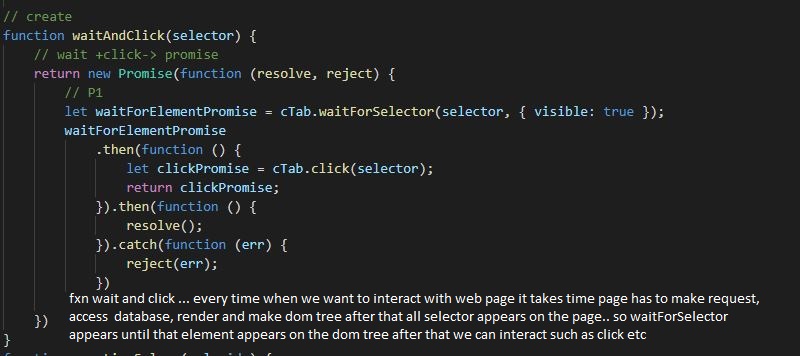 // create
function waitAndClick(selector) {
// wait +click-> promise
return new Promise(function (resolve, reject) {
// P1
let waitForElementPromise = cTab.waitForSelector(selector, { visible: true });
waitForElementPromise
.then(function () {
let clickPromise = cTab.click(selector);
return clickPromise;
}).then(function () {
resolve();
}).catch(function (err) {
reject(err);
})
fxn wait and click ... every time when we want to interact with web page it takes time page has to make request,
access database, render and make dom tree after that all selector appears on the page.. so waitForSelector
})
appears until that element appears on the dom tree after that we can interact such as click etc
}